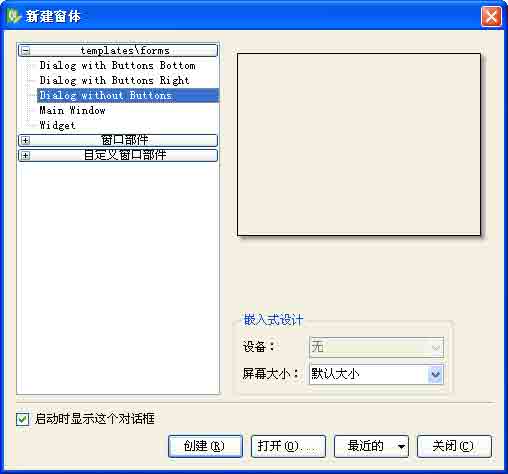 新建窗体
templates\forms
Dialog with Buttons Bottom
Dialog with Buttons Right
Dialog without Buttons
Main Window
Widget
窗口部件
自定义窗口部件
嵌入式设计
设备： 无
屏幕大小： 默认大小
启动时显示这个对话框
创建(R) 打开(O)... 最近的 关闭(C)